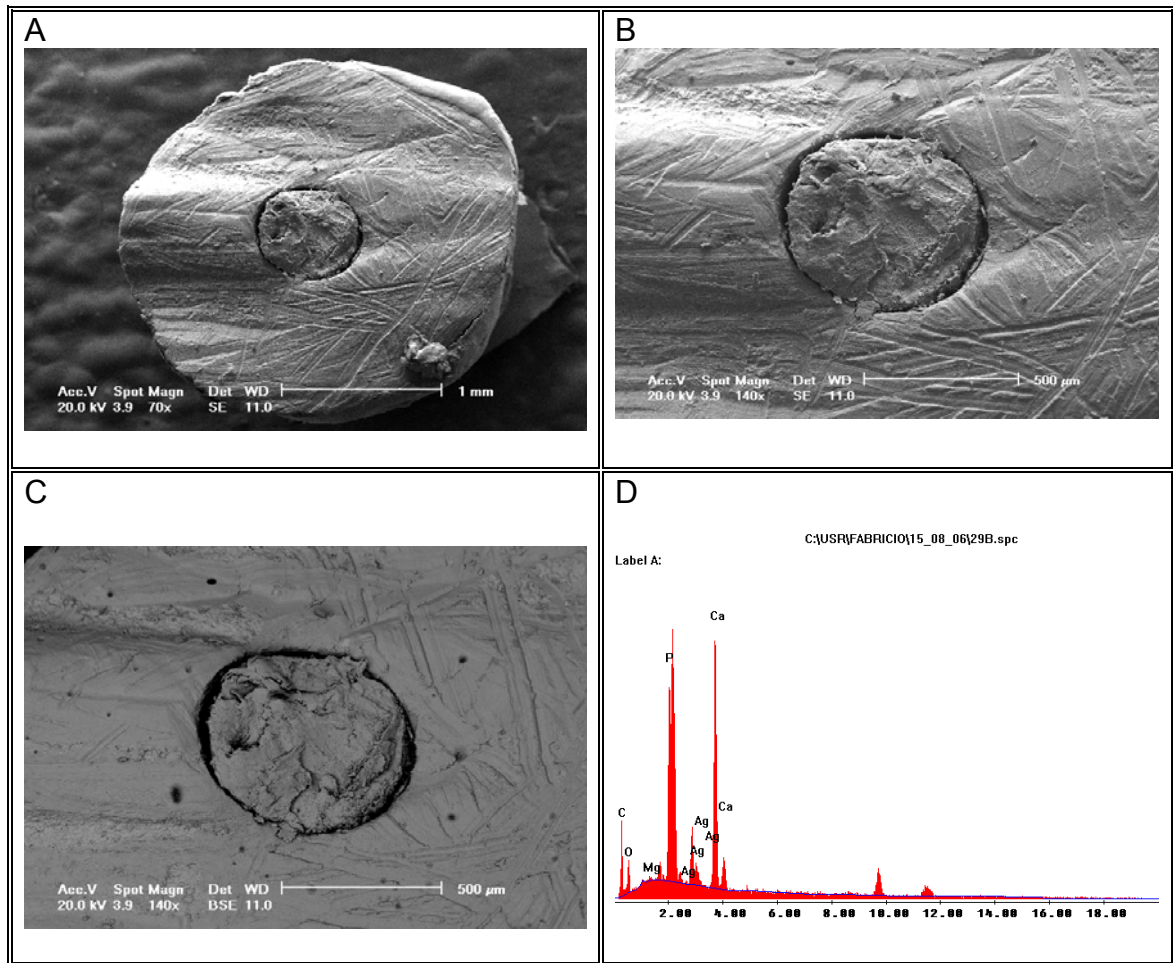 A
Acc.V Spot Magn Det WD
20.0 kV 3.9 70x SE 11.0
1 mm
B
Acc.V Spot Magn Det WD
20.0 kV 3.9 140x SE 11.0
500 µm
C
Acc.V Spot Magn Det WD
20.0 kV 3.9 140x BSE 11.0
500 µm
D
C:\USR\FABRICIO\15_08_06\29B.spc
Label A:
Ca
P
C
Ca
Ag
Ag
O
Ag
Mg
Ag
2.00 4.00 6.00 8.00 10.00 12.00 14.00 16.00 18.00